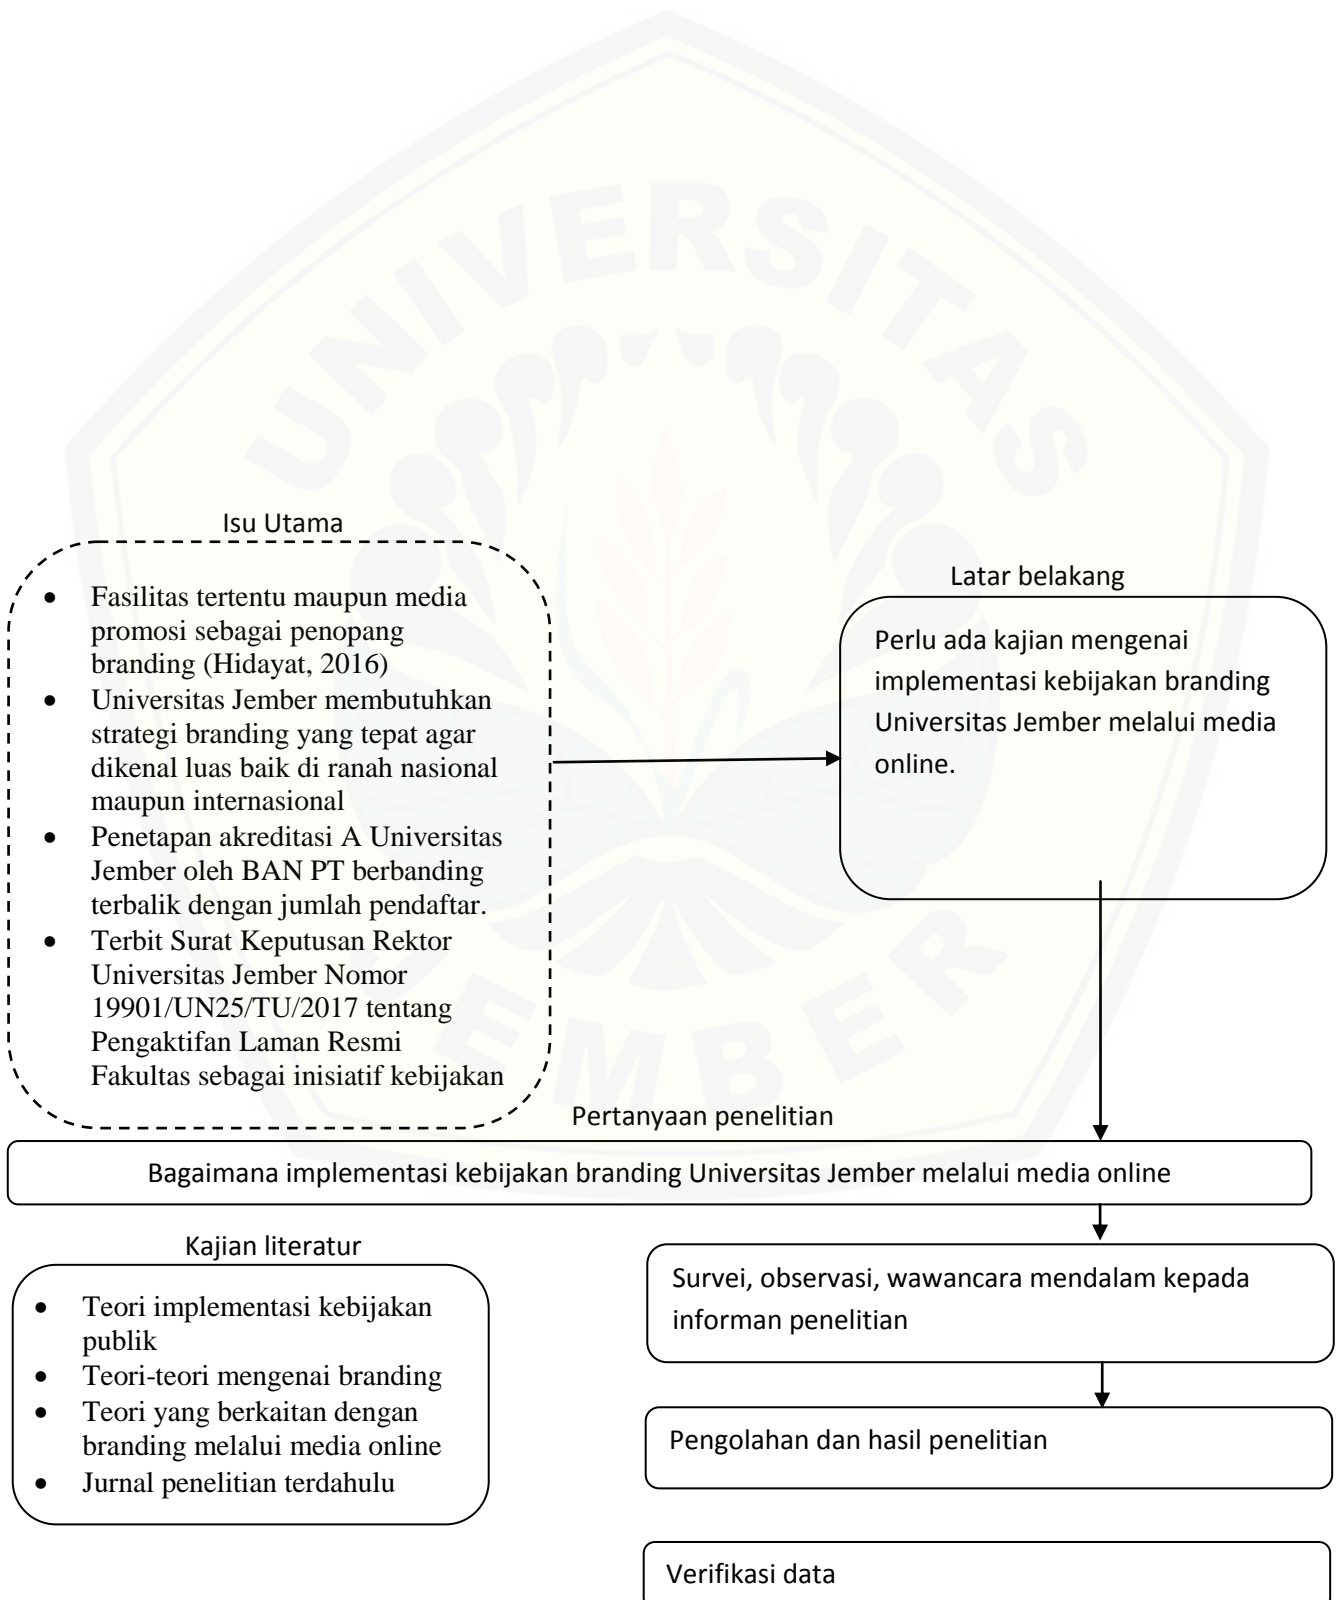 UNIVERSITAS
JEMBER
Isu Utama
• Fasilitas tertentu maupun media
promosi sebagai penopang
branding (Hidayat, 2016)
• Universitas Jember membutuhkan
strategi branding yang tepat agar
dikenal luas baik di ranah nasional
maupun internasional
• Penetapan akreditasi A Universitas
Jember oleh BAN PT berbanding
terbalik dengan jumlah pendaftar.
• Terbit Surat Keputusan Rektor
Universitas Jember Nomor
19901/UN25/TU/2017 tentang
Pengaktifan Laman Resmi
Fakultas sebagai inisiatif kebijakan
Latar belakang
Perlu ada kajian mengenai
implementasi kebijakan branding
Universitas Jember melalui media
online.
Pertanyaan penelitian
Bagaimana implementasi kebijakan branding Universitas Jember melalui media online
Kajian literatur
• Teori implementasi kebijakan
publik
• Teori-teori mengenai branding
• Teori yang berkaitan dengan
branding melalui media online
• Jurnal penelitian terdahulu
Survei, observasi, wawancara mendalam kepada
informan penelitian
Pengolahan dan hasil penelitian
Verifikasi data